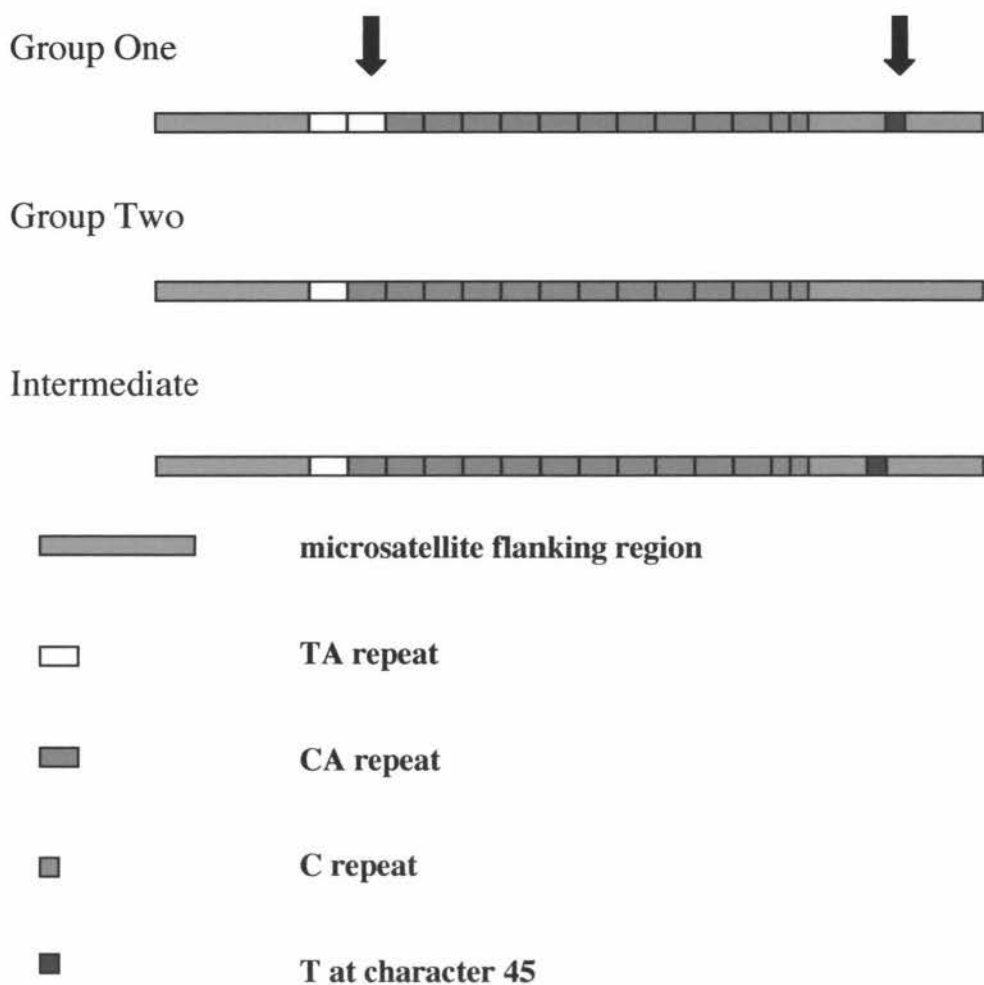 Group One
Group Two
Intermediate
microsatellite flanking region
TA repeat
CA repeat
C repeat
T at character 45